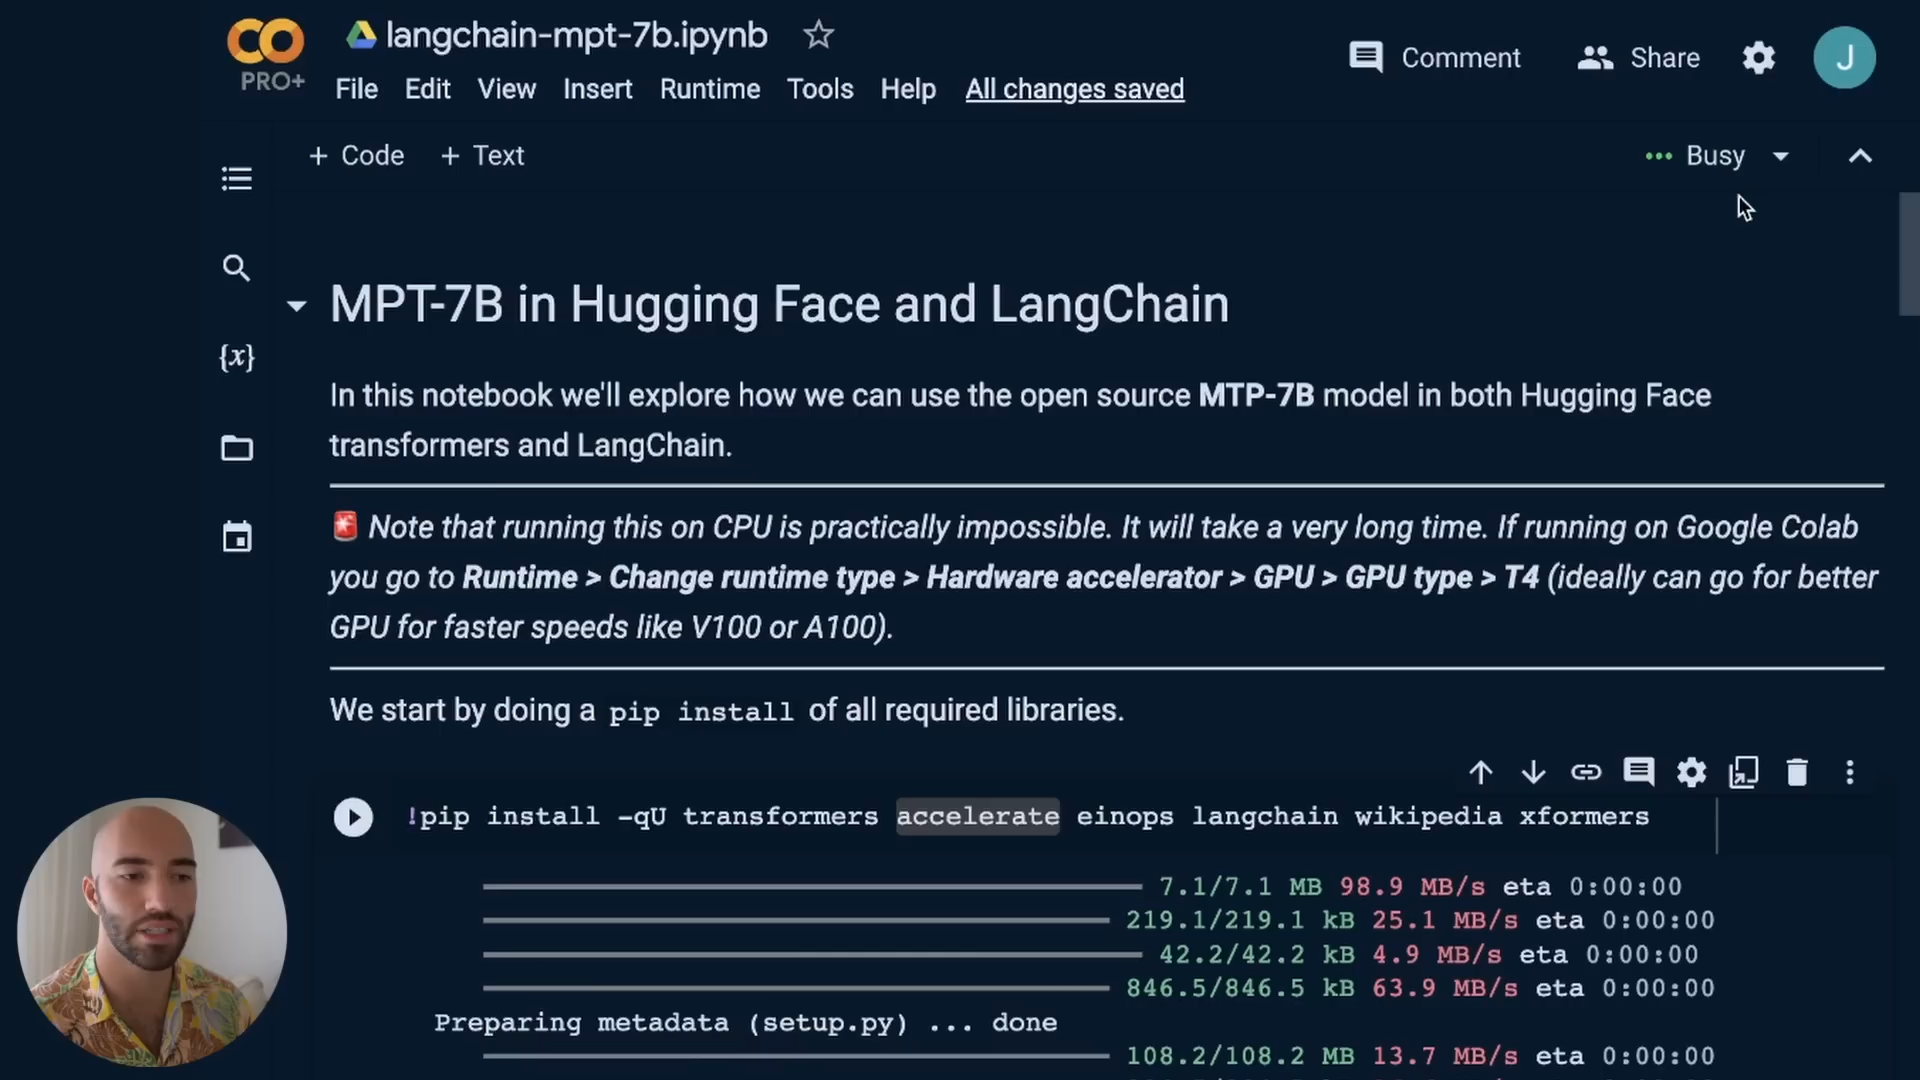 langchain-mpt-7b.ipynb
PRO+
Comment
Share
J
File Edit View Insert Runtime Tools Help All changes saved
+ Code + Text
Busy
{x}
MPT-7B in Hugging Face and LangChain
In this notebook we'll explore how we can use the open source MTP-7B model in both Hugging Face
transformers and LangChain.
🚨 Note that running this on CPU is practically impossible. It will take a very long time. If running on Google Colab
you go to Runtime > Change runtime type > Hardware accelerator > GPU > GPU type > T4 (ideally can go for better
GPU for faster speeds like V100 or A100).
We start by doing a pip install of all required libraries.
!pip install -qU transformers accelerate einops langchain wikipedia xformers
7.1/7.1 MB 98.9 MB/s eta 0:00:00
219.1/219.1 kB 25.1 MB/s eta 0:00:00
42.2/42.2 kB 4.9 MB/s eta 0:00:00
846.5/846.5 kB 63.9 MB/s eta 0:00:00
Preparing metadata (setup.py) ... done
108.2/108.2 MB 13.7 MB/s eta 0:00:00